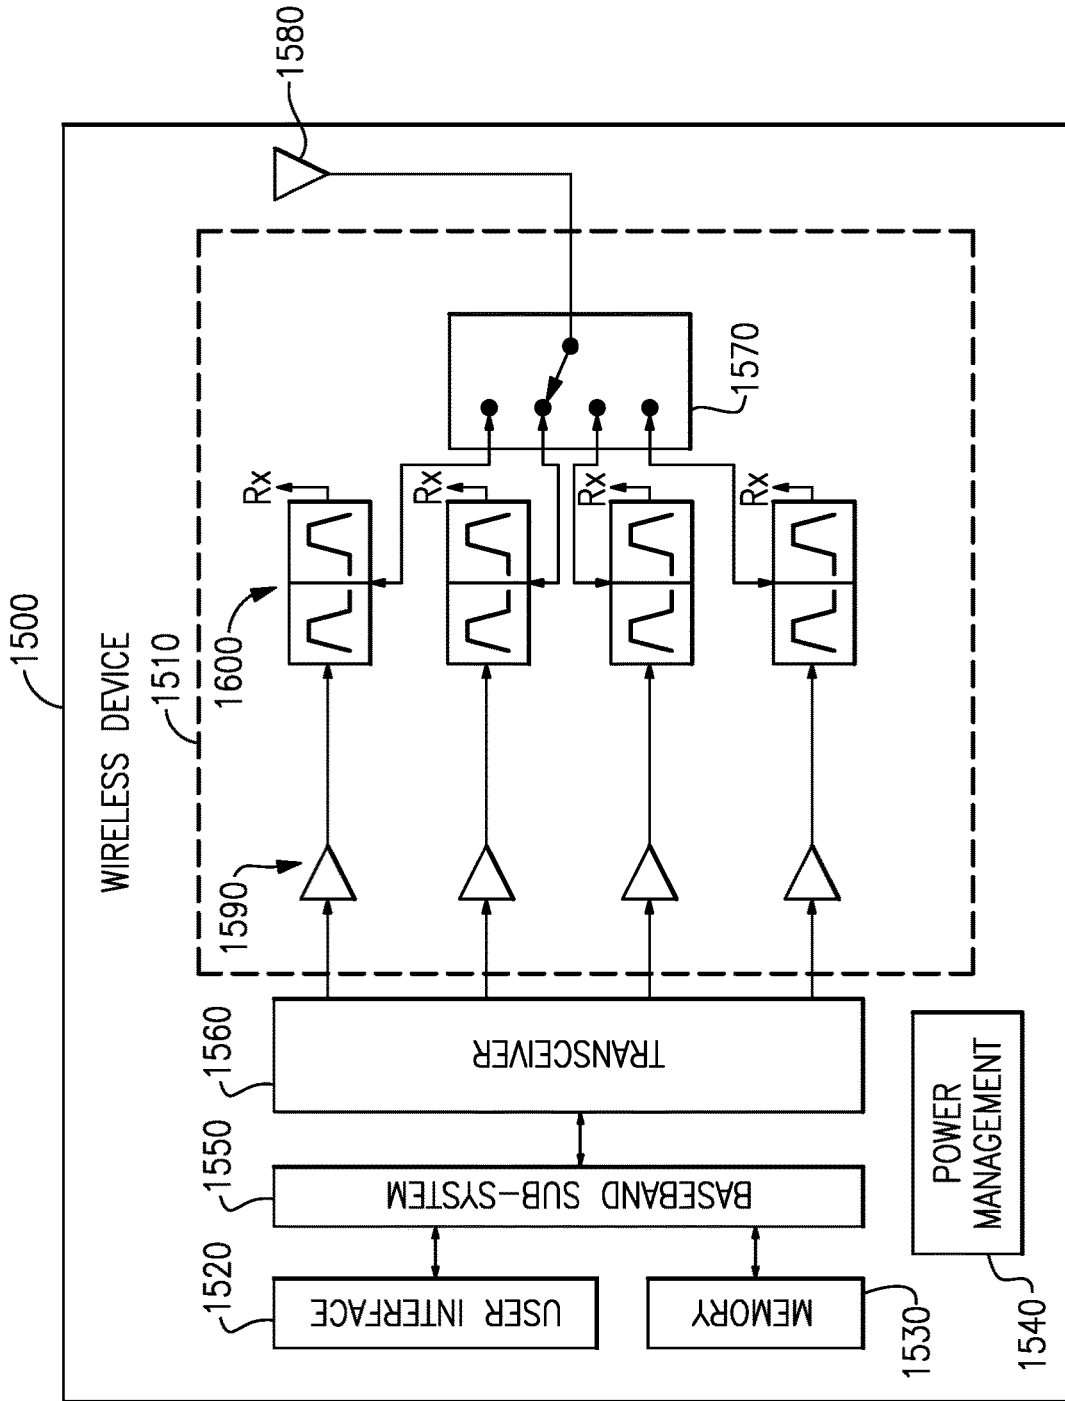 1500
WIRELESS DEVICE
1510
1520
USER INTERFACE
1550
BASEBAND SUB-SYSTEM
1560
TRANSCEIVER
1590
1600
Rx
Rx
Rx
Rx
1570
1580
MEMORY
1530
POWER
MANAGEMENT
1540